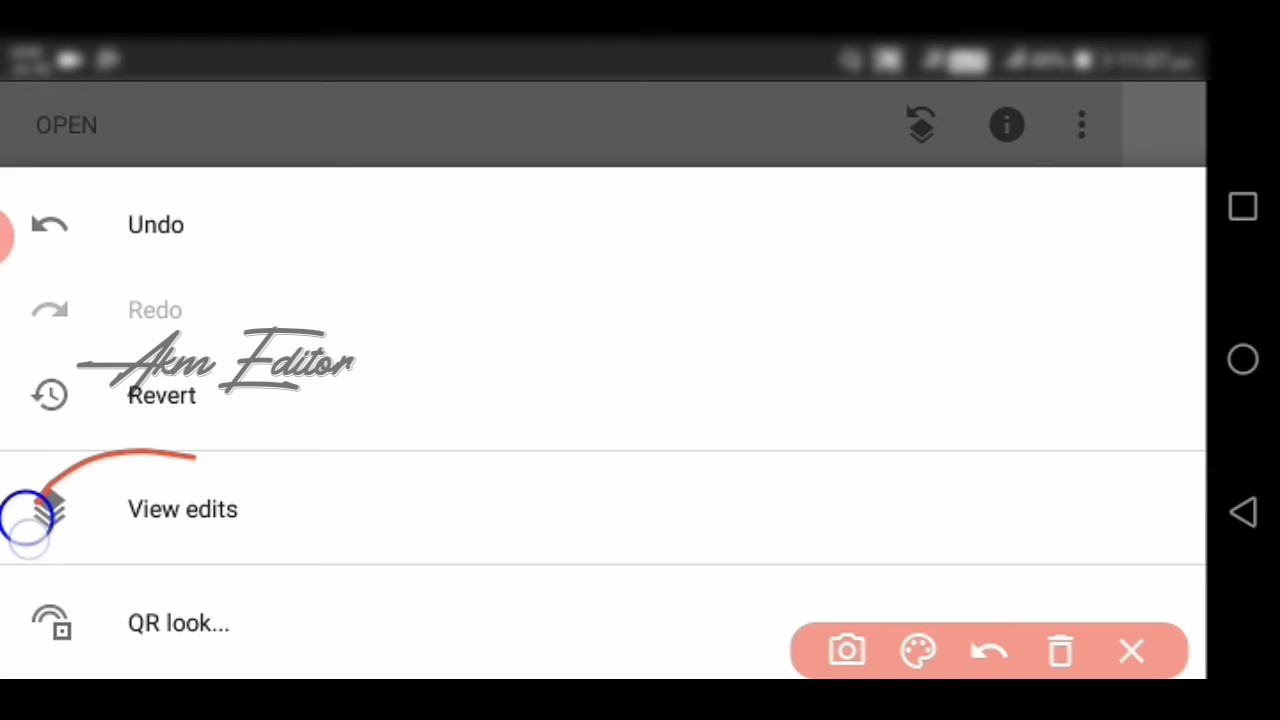 OPEN
Undo
Redo
Akm Editor
Revert
View edits
QR look...